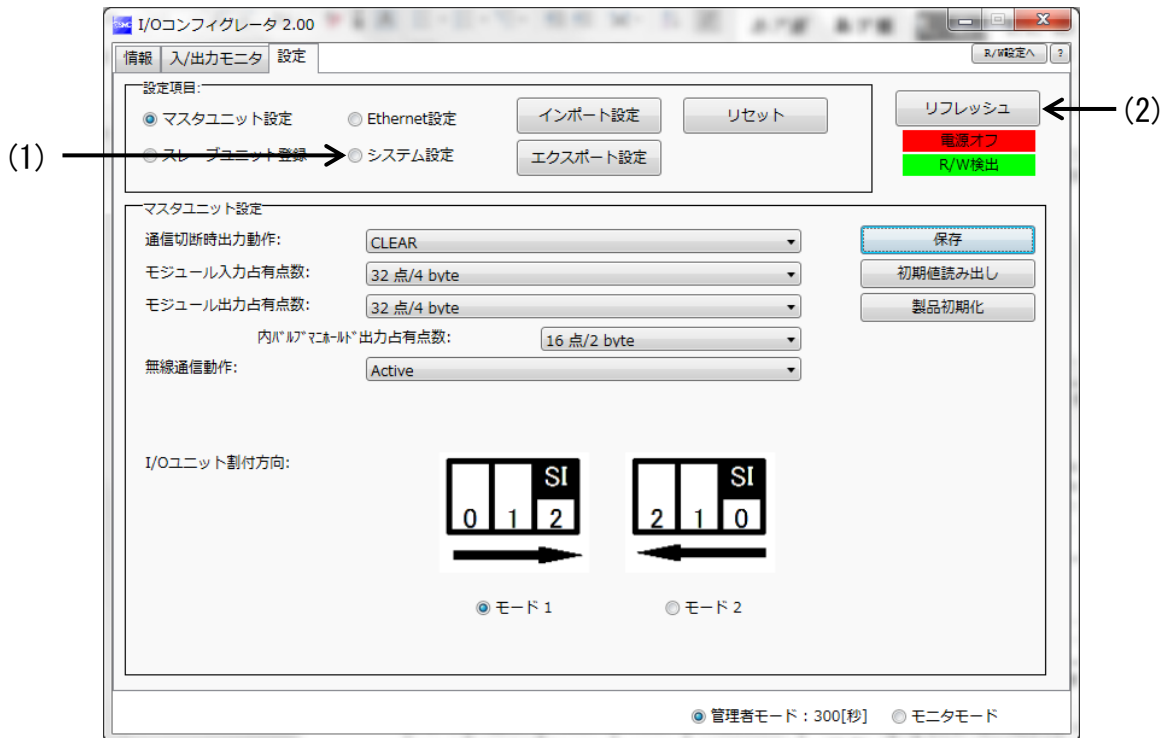 I/Oコンフィグレータ 2.00
情報 入/出力モニタ 設定 R/W設定へ ?
設定項目:
マスタユニット設定 Ethernet設定 インポート設定 リセット リフレッシュ (2)
電源オフ
(1) スレーブユニット登録 システム設定 エクスポート設定 R/W検出
マスタユニット設定
通信切断時出力動作: CLEAR 保存
モジュール入力占有点数: 32 点/4 byte 初期値読み出し
モジュール出力占有点数: 32 点/4 byte 製品初期化
内ﾊﾞﾙﾌﾞﾏﾆﾎｰﾙﾄﾞ出力占有点数: 16 点/2 byte
無線通信動作: Active
I/Oユニット割付方向:
SI SI
0 1 2 2 1 0
モード 1 モード 2
管理者モード : 300[秒] モニタモード